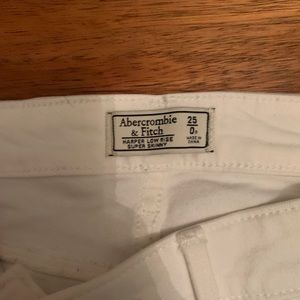 Abercrombie
& Fitch
HARPER LOW RISE
SUPER SKINNY
25
0R
MADE IN
CHINA